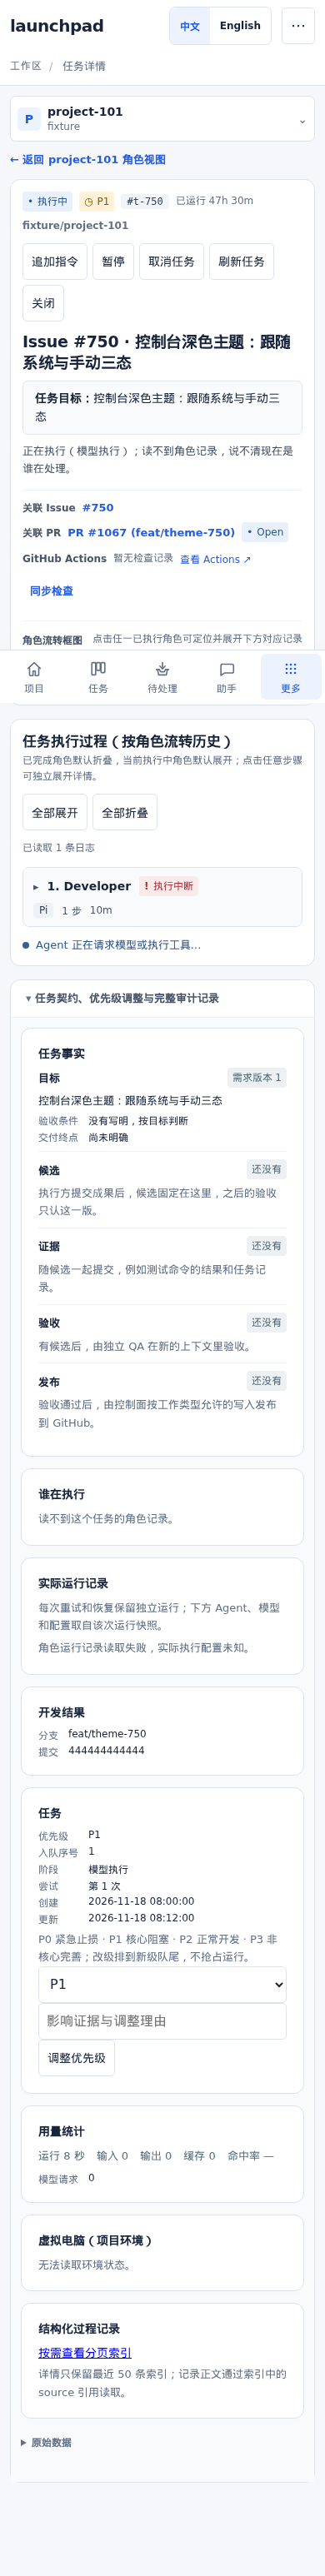 launchpad
中文 English ···
工作区 / 任务详情
P project-101
fixture
← 返回 project-101 角色视图
• 执行中 ◷ P1 #t-750 已运行 47h 30m
fixture/project-101
追加指令 暂停 取消任务 刷新任务
关闭
Issue #750 · 控制台深色主题：跟随
系统与手动三态
任务目标：控制台深色主题：跟随系统与手动三
态
正在执行（模型执行）；读不到角色记录，说不清现在是
谁在处理。
关联 Issue #750
关联 PR PR #1067 (feat/theme-750) • Open
GitHub Actions 暂无检查记录 查看 Actions ↗
同步检查
角色流转框图 点击任一已执行角色可定位并展开下方对应记录
项目 任务 待处理 助手 更多
任务执行过程（按角色流转历史）
已完成角色默认折叠，当前执行中角色默认展开；点击任意步骤
可独立展开详情。
全部展开 全部折叠
已读取 1 条日志
▸ 1. Developer ! 执行中断
Pi 1 步 10m
Agent 正在请求模型或执行工具...
▾ 任务契约、优先级调整与完整审计记录
任务事实
目标 需求版本 1
控制台深色主题：跟随系统与手动三态
验收条件 没有写明，按目标判断
交付终点 尚未明确
候选 还没有
执行方提交成果后，候选固定在这里，之后的验收
只认这一版。
证据 还没有
随候选一起提交，例如测试命令的结果和任务记
录。
验收 还没有
有候选后，由独立 QA 在新的上下文里验收。
发布 还没有
验收通过后，由控制面按工作类型允许的写入发布
到 GitHub。
谁在执行
读不到这个任务的角色记录。
实际运行记录
每次重试和恢复保留独立运行；下方 Agent、模型
和配置取自该次运行快照。
角色运行记录读取失败，实际执行配置未知。
开发结果
分支 feat/theme-750
提交 444444444444
任务
优先级 P1
入队序号 1
阶段 模型执行
尝试 第 1 次
创建 2026-11-18 08:00:00
更新 2026-11-18 08:12:00
P0 紧急止损 · P1 核心阻塞 · P2 正常开发 · P3 非
核心完善；改级排到新级队尾，不抢占运行。
P1
影响证据与调整理由
调整优先级
用量统计
运行 8 秒 输入 0 输出 0 缓存 0 命中率 —
模型请求 0
虚拟电脑（项目环境）
无法读取环境状态。
结构化过程记录
按需查看分页索引
详情只保留最近 50 条索引；记录正文通过索引中的
source 引用读取。
▸ 原始数据